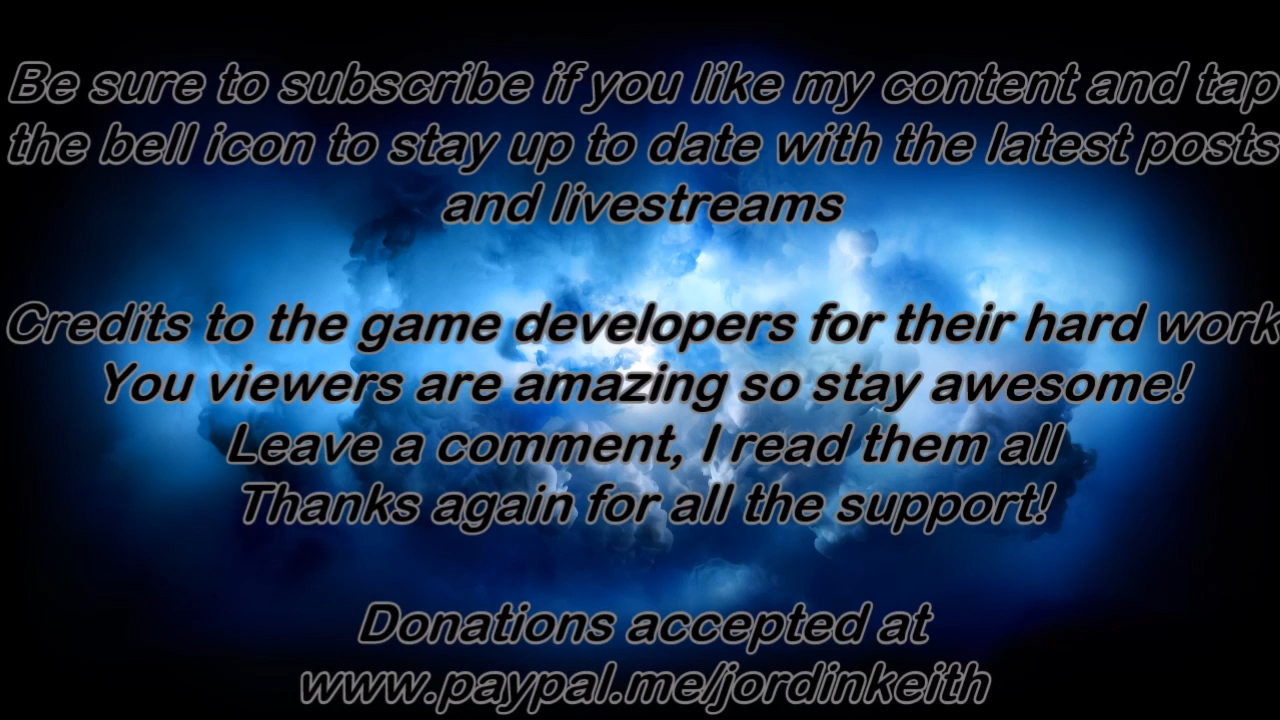 Be sure to subscribe if you like my content and tap
the bell icon to stay up to date with the latest posts
and livestreams
Credits to the game developers for their hard work
You viewers are amazing so stay awesome!
Leave a comment, I read them all
Thanks again for all the support!
Donations accepted at
www.paypal.me/jordinkeith